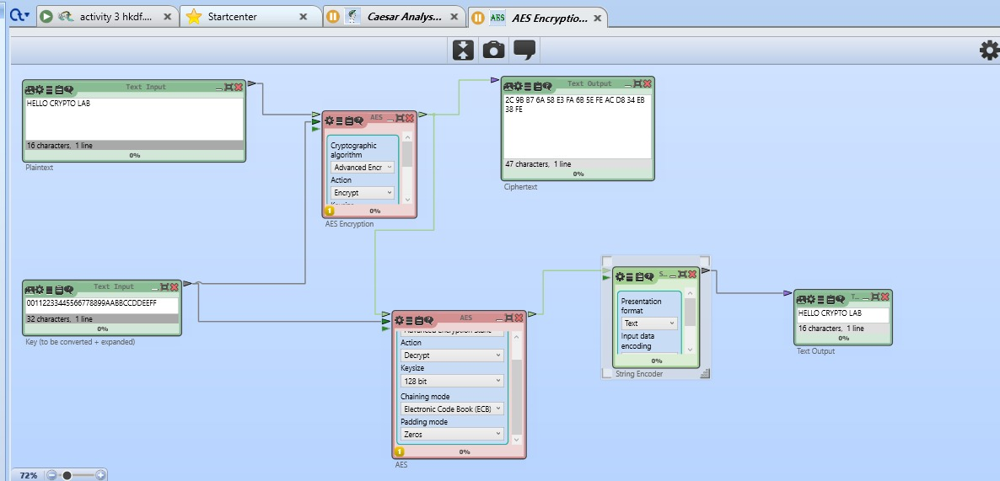 activity 3 hkdf....
Startcenter
Caesar Analys...
AES Encryptio...
Text Input
HELLO CRYPTO LAB
16 characters, 1 line
0%
Plaintext
AES
Cryptographic
algorithm
Advanced Encr
Action
Encrypt
0%
AES Encryption
Text Output
2C 9B B7 6A 58 E3 FA 6B 5E FE AC D8 34 EB
38 FE
47 characters, 1 line
0%
Ciphertext
Text Input
00112233445566778899AABBCCDDEEFF
32 characters, 1 line
0%
Key (to be converted + expanded)
AES
Action
Decrypt
Keysize
128 bit
Chaining mode
Electronic Code Book (ECB)
Padding mode
Zeros
0%
AES
S...
Presentation
format
Text
Input data
encoding
0%
String Encoder
T...
HELLO CRYPTO LAB
16 characters, 1 line
0%
Text Output
72%